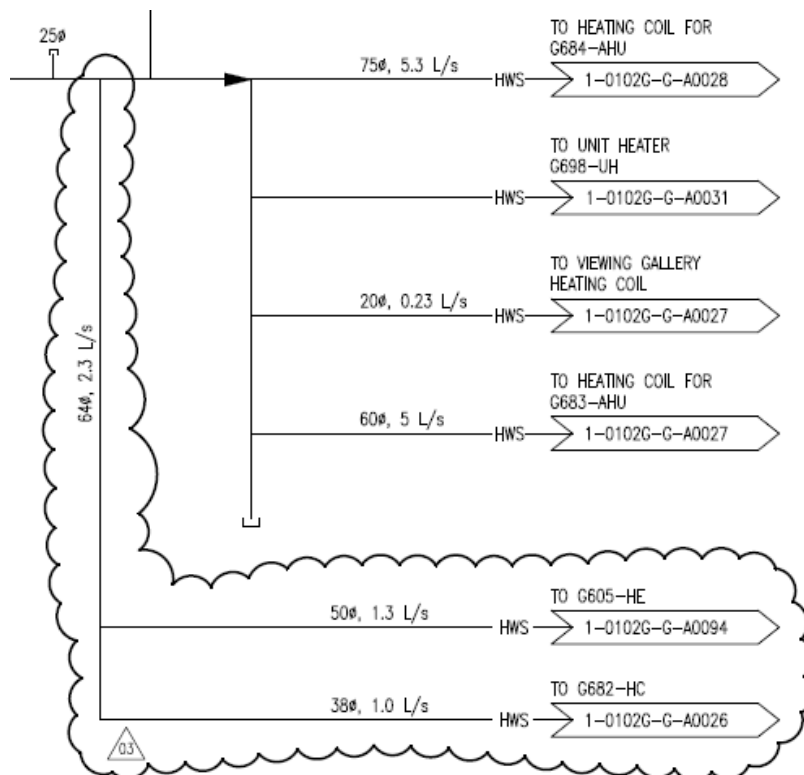 25ø
TO HEATING COIL FOR
G684-AHU
75ø, 5.3 L/s
HWS
1-0102G-G-A0028
TO UNIT HEATER
G698-UH
HWS
1-0102G-G-A0031
TO VIEWING GALLERY
HEATING COIL
20ø, 0.23 L/s
HWS
1-0102G-G-A0027
64ø, 2.3 L/s
TO HEATING COIL FOR
G683-AHU
60ø, 5 L/s
HWS
1-0102G-G-A0027
TO G605-HE
50ø, 1.3 L/s
HWS
1-0102G-G-A0094
TO G682-HC
38ø, 1.0 L/s
HWS
1-0102G-G-A0026
03